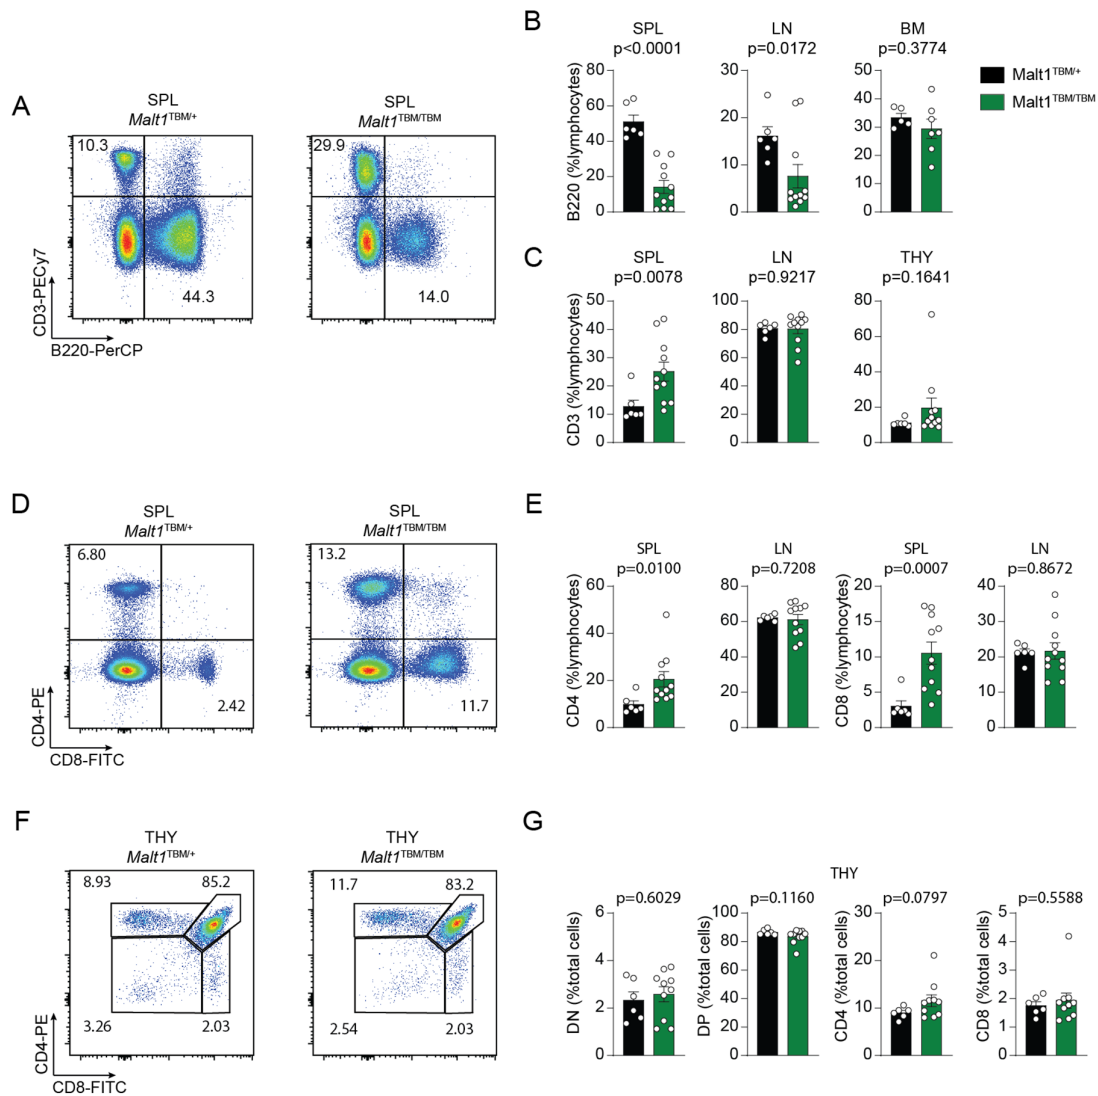 A
SPL
Malt1TBM/+
SPL
Malt1TBM/TBM
10.3
44.3
29.9
14.0
CD3-PECy7
B220-PerCP
B
SPL
p<0.0001
LN
p=0.0172
BM
p=0.3774
B220 (%lymphocytes)
80
60
40
20
0
30
20
10
0
50
40
30
20
10
0
Malt1TBM/+
Malt1TBM/TBM
C
SPL
p=0.0078
LN
p=0.9217
THY
p=0.1641
CD3 (%lymphocytes)
50
40
30
20
10
0
100
80
60
40
20
0
80
60
40
20
0
D
SPL
Malt1TBM/+
SPL
Malt1TBM/TBM
6.80
2.42
13.2
11.7
CD4-PE
CD8-FITC
E
SPL
p=0.0100
LN
p=0.7208
SPL
p=0.0007
LN
p=0.8672
CD4 (%lymphocytes)
60
40
20
0
80
60
40
20
0
CD8 (%lymphocytes)
20
15
10
5
0
40
30
20
10
0
F
THY
Malt1TBM/+
THY
Malt1TBM/TBM
8.93
85.2
3.26
2.03
11.7
83.2
2.54
2.03
CD4-PE
CD8-FITC
G
THY
p=0.6029
p=0.1160
p=0.0797
p=0.5588
DN (%total cells)
6
4
2
0
DP (%total cells)
100
80
60
40
20
0
CD4 (%total cells)
30
20
10
0
CD8 (%total cells)
5
4
3
2
1
0